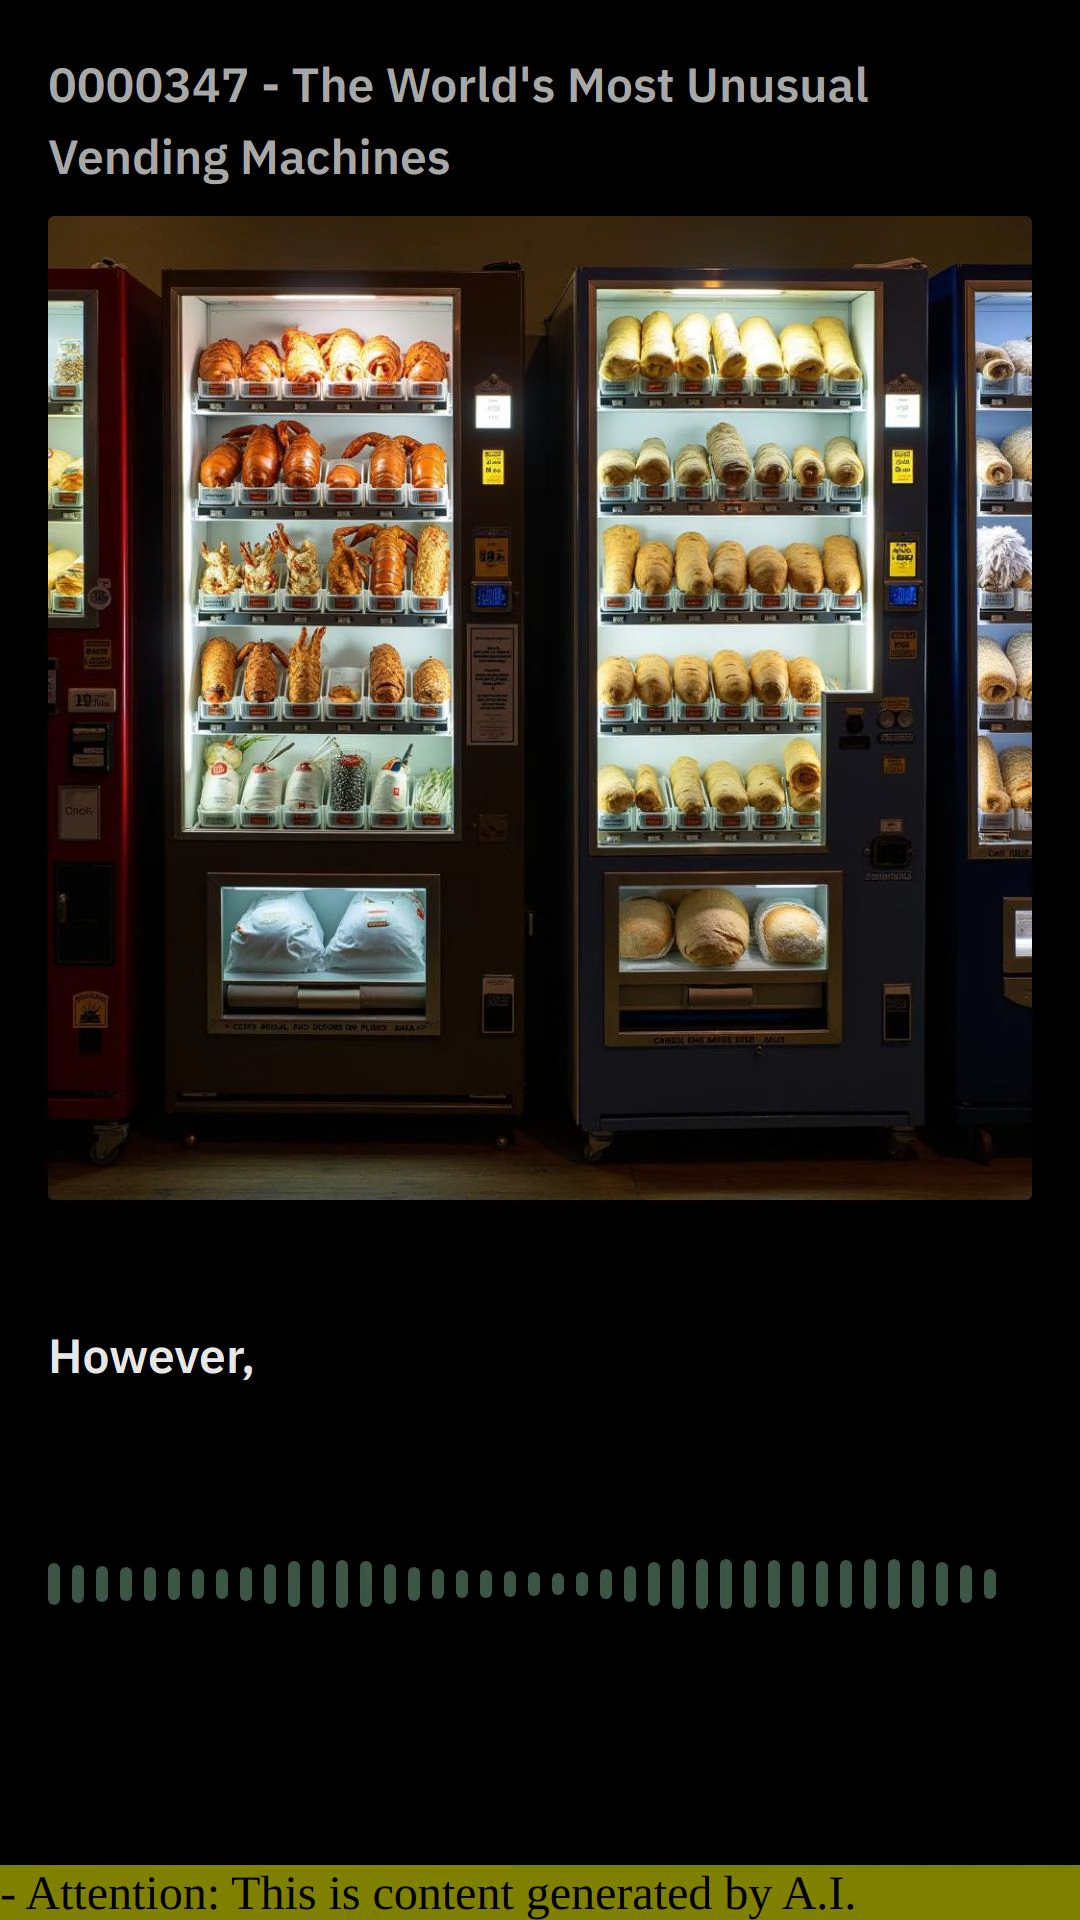 0000347 - The World's Most Unusual
Vending Machines
However,
- Attention: This is content generated by A.I.